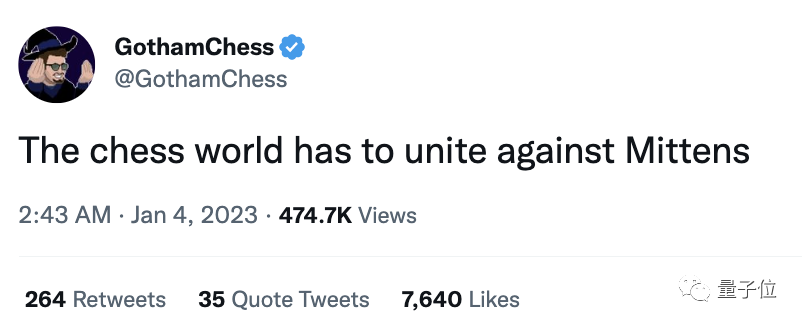 GothamChess
@GothamChess
The chess world has to unite against Mittens
2:43 AM · Jan 4, 2023 · 474.7K Views
264 Retweets 35 Quote Tweets 7,640 Likes
量子位